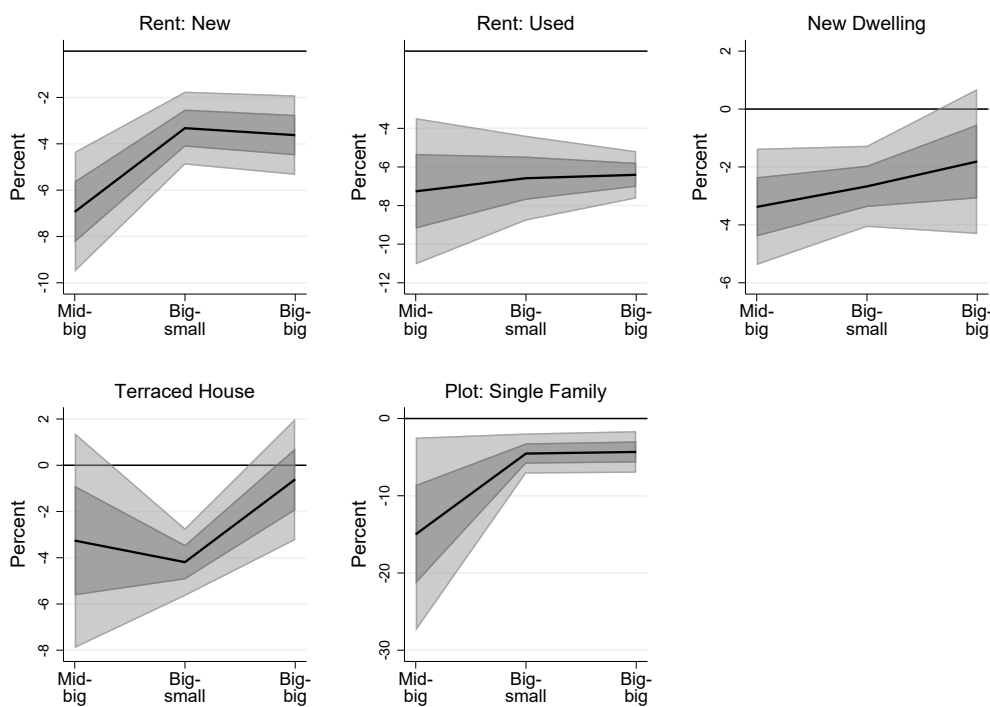 Rent: New
Percent
-2
-4
-6
-8
-10
Mid-
big
Big-
small
Big-
big
Rent: Used
Percent
-4
-6
-8
-10
-12
Mid-
big
Big-
small
Big-
big
New Dwelling
Percent
2
0
-2
-4
-6
Mid-
big
Big-
small
Big-
big
Terraced House
Percent
2
0
-2
-4
-6
-8
Mid-
big
Big-
small
Big-
big
Plot: Single Family
Percent
0
-10
-20
-30
Mid-
big
Big-
small
Big-
big